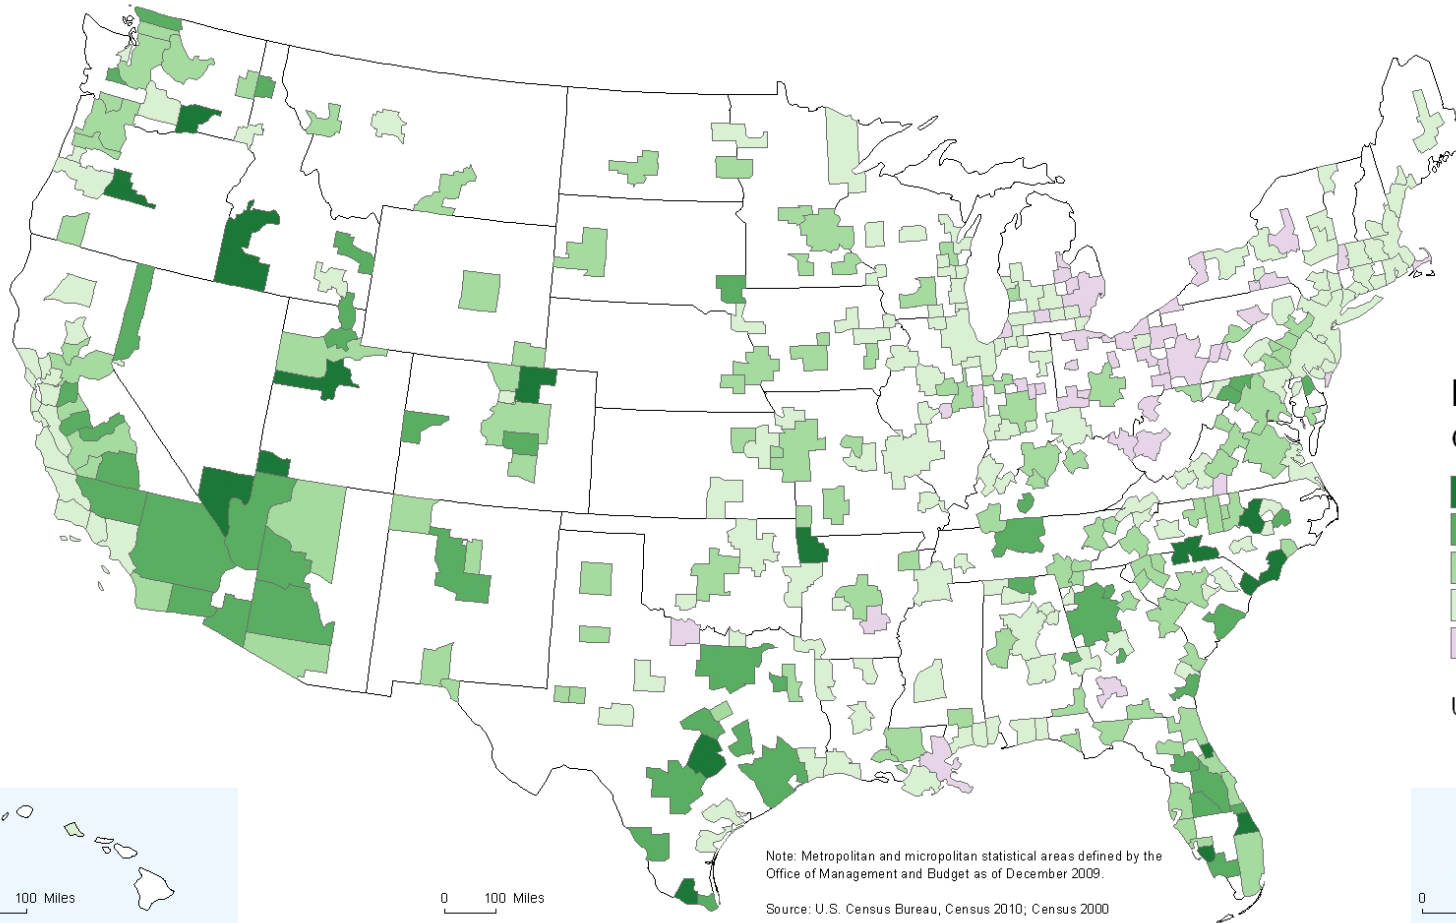 Note: Metropolitan and micropolitan statistical areas defined by the
Office of Management and Budget as of December 2009.
Source: U.S. Census Bureau, Census 2010; Census 2000
100 Miles
0 100 Miles
0